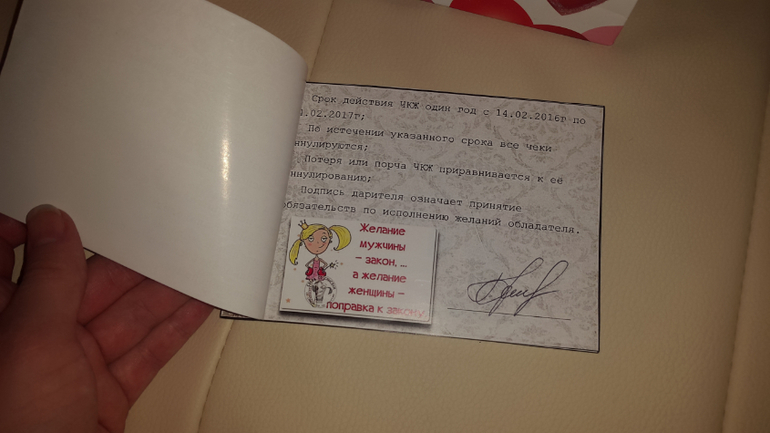 Срок действия ЧКЖ один год с 14.02.2016г по
.02.2017г;
По истечении указанного срока все чеки
ннулируются;
Потеря или порча ЧКЖ приравнивается к её
ннулированию;
Подпись дарителя означает принятие
бязательств по исполнению желаний обладателя.
Желание
мужчины
– закон, ...
а желание
женщины –
поправка к закону